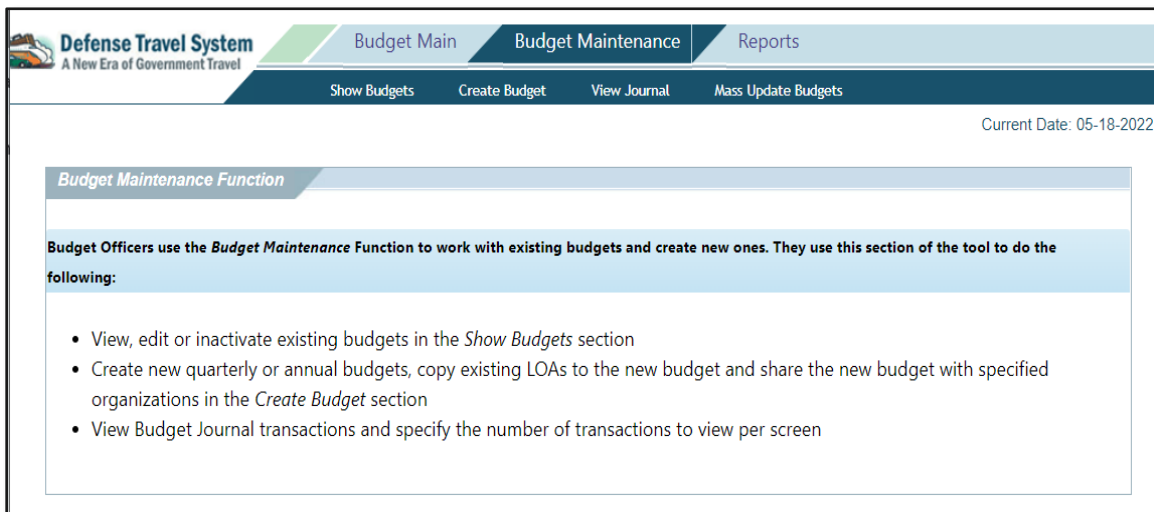 Defense Travel System
A New Era of Government Travel
Budget Main
Budget Maintenance
Reports
Show Budgets
Create Budget
View Journal
Mass Update Budgets
Current Date: 05-18-2022
Budget Maintenance Function
Budget Officers use the Budget Maintenance Function to work with existing budgets and create new ones. They use this section of the tool to do the
following:
• View, edit or inactivate existing budgets in the Show Budgets section
• Create new quarterly or annual budgets, copy existing LOAs to the new budget and share the new budget with specified
organizations in the Create Budget section
• View Budget Journal transactions and specify the number of transactions to view per screen